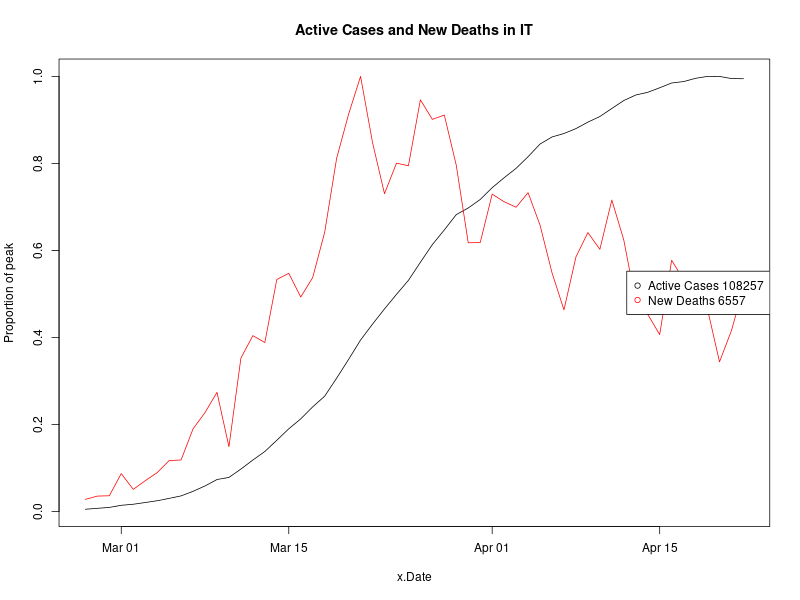 Active Cases and New Deaths in IT
Proportion of peak
1.0
0.8
0.6
0.4
0.2
0.0
Active Cases 108257
New Deaths 6557
Mar 01
Mar 15
Apr 01
Apr 15
x.Date